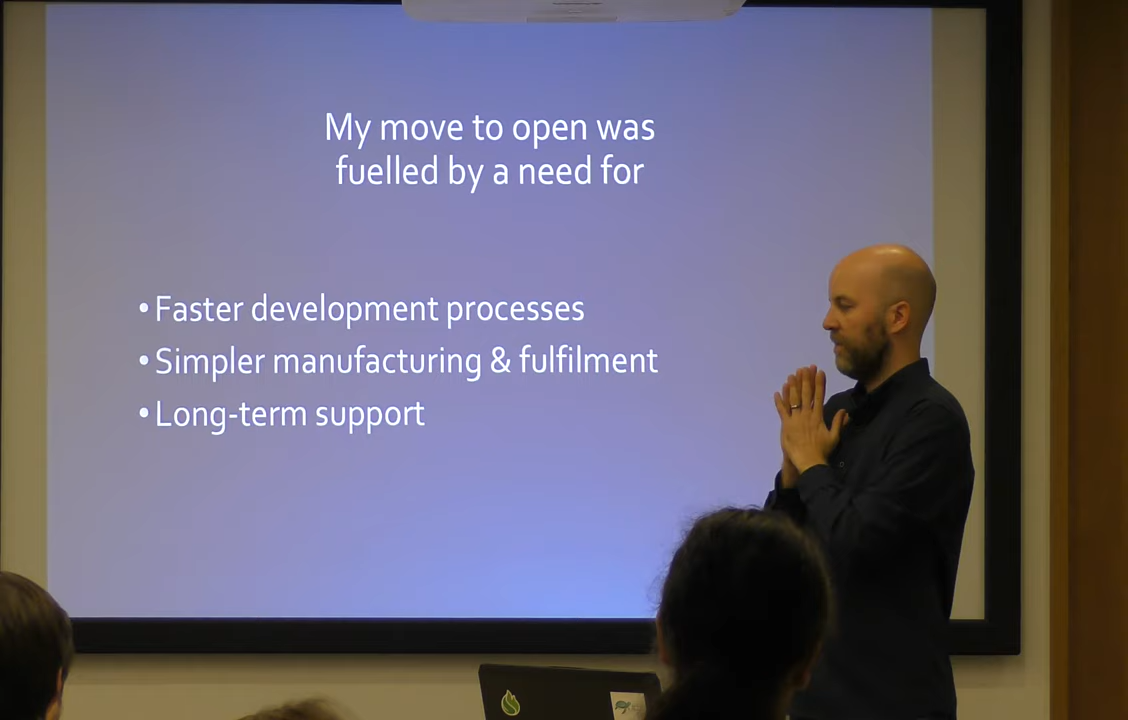 My move to open was
fuelled by a need for
• Faster development processes
• Simpler manufacturing & fulfilment
• Long-term support